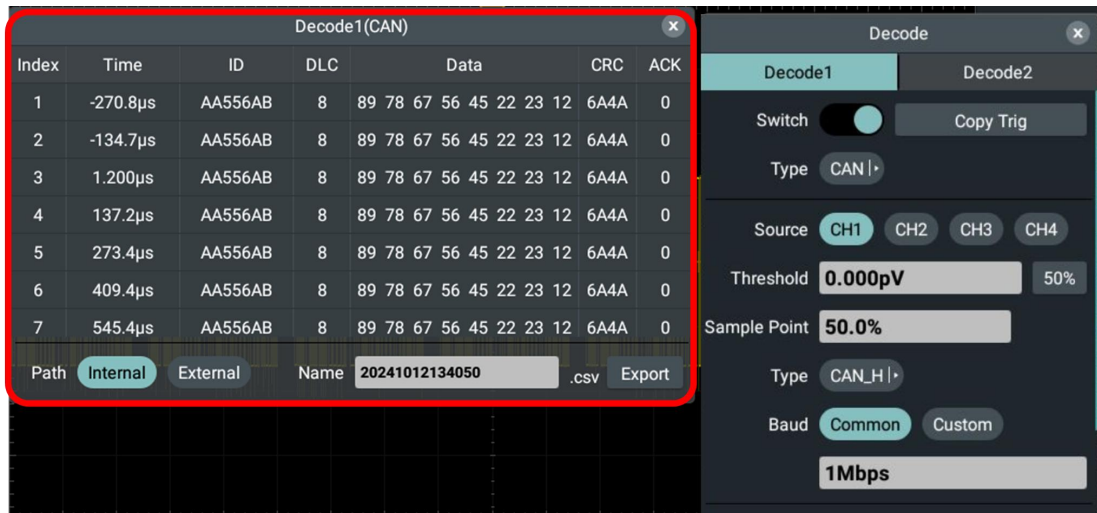 Decode1(CAN)
Index Time ID DLC Data CRC ACK
1 -270.8µs AA556AB 8 89 78 67 56 45 22 23 12 6A4A 0
2 -134.7µs AA556AB 8 89 78 67 56 45 22 23 12 6A4A 0
3 1.200µs AA556AB 8 89 78 67 56 45 22 23 12 6A4A 0
4 137.2µs AA556AB 8 89 78 67 56 45 22 23 12 6A4A 0
5 273.4µs AA556AB 8 89 78 67 56 45 22 23 12 6A4A 0
6 409.4µs AA556AB 8 89 78 67 56 45 22 23 12 6A4A 0
7 545.4µs AA556AB 8 89 78 67 56 45 22 23 12 6A4A 0
Path Internal External Name 20241012134050 .csv Export
Decode
Decode1 Decode2
Switch Copy Trig
Type CAN
Source CH1 CH2 CH3 CH4
Threshold 0.000pV 50%
Sample Point 50.0%
Type CAN_H
Baud Common Custom
1Mbps